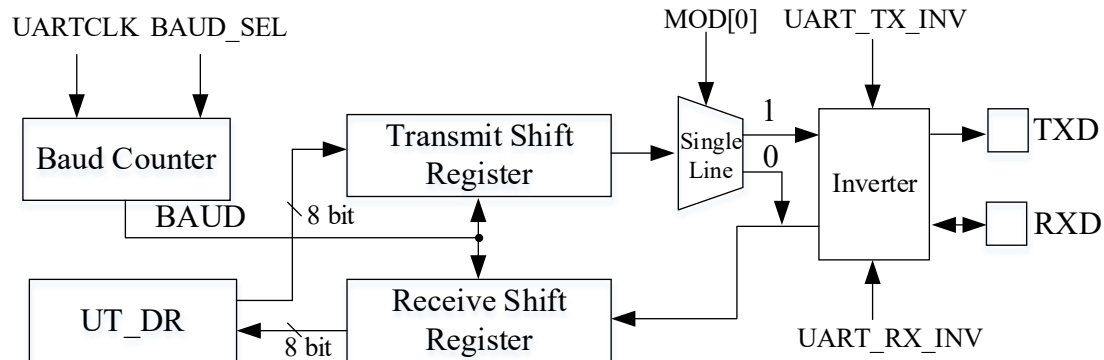 UARTCLK BAUD_SEL
MOD[0]
UART_TX_INV
Baud Counter
Transmit Shift
Register
Single
Line
1
0
Inverter
TXD
RXD
BAUD
8 bit
UT_DR
Receive Shift
Register
8 bit
UART_RX_INV